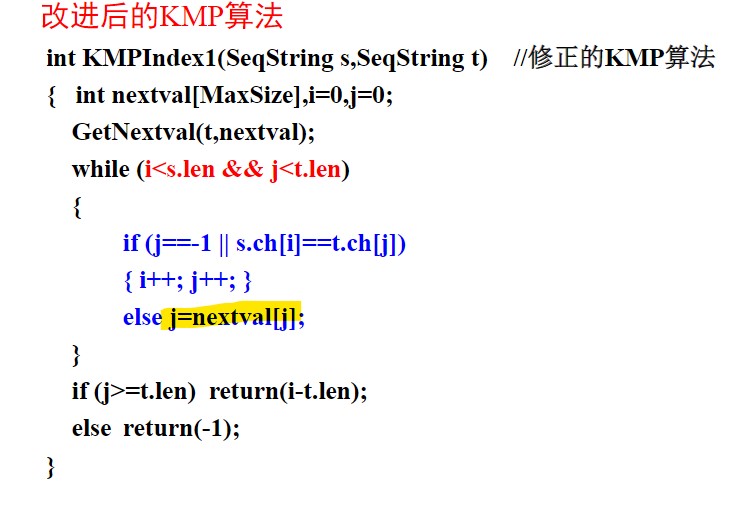 改进后的KMP算法
int KMPIndex1(SeqString s,SeqString t) //修正的KMP算法
{ int nextval[MaxSize],i=0,j=0;
GetNextval(t,nextval);
while (i<s.len && j<t.len)
{
if (j==-1 || s.ch[i]==t.ch[j])
{ i++; j++; }
else j=nextval[j];
}
if (j>=t.len) return(i-t.len);
else return(-1);
}